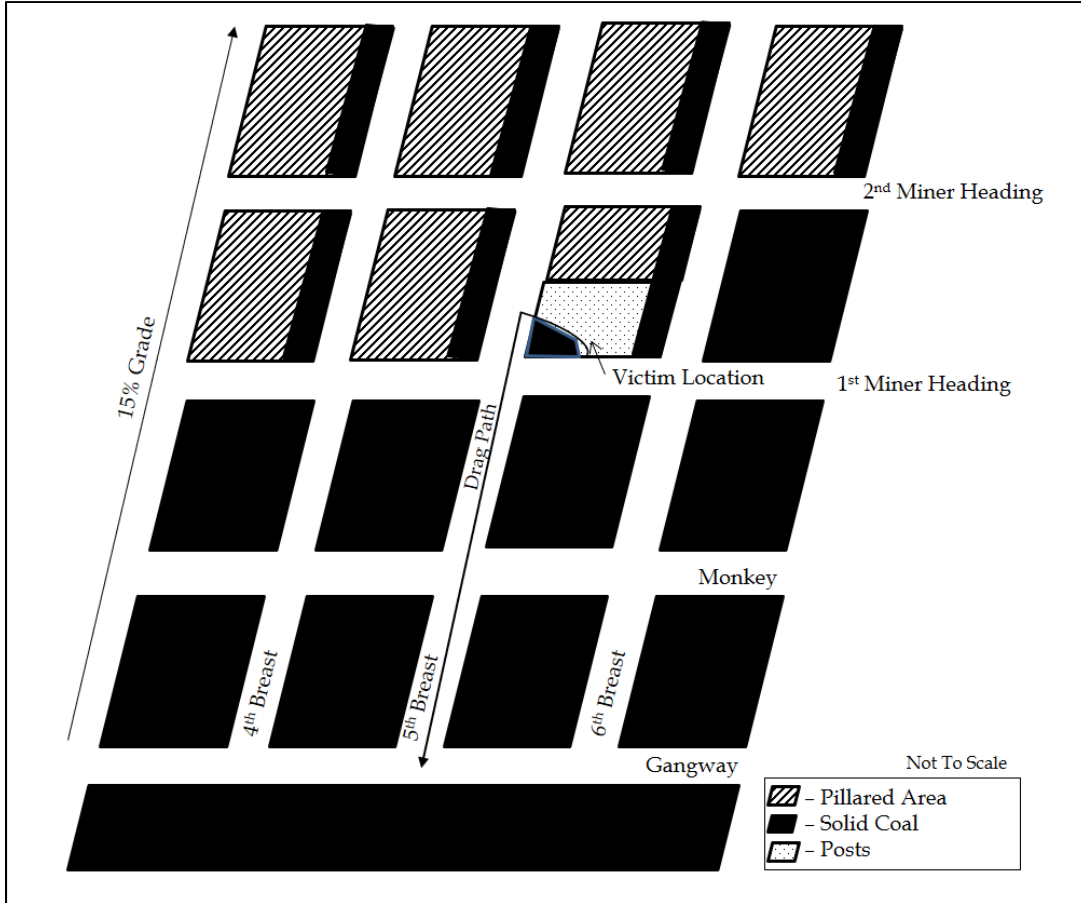 2nd Miner Heading
15% Grade
Victim Location
1st Miner Heading
Drag Path
Monkey
4th Breast
5th Breast
6th Breast
Gangway
Not To Scale
– Pillared Area
– Solid Coal
– Posts